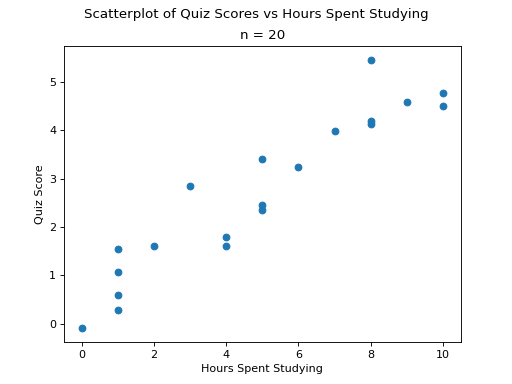 Scatterplot of Quiz Scores vs Hours Spent Studying
n = 20
5
4
3
2
1
0
Quiz Score
0 2 4 6 8 10
Hours Spent Studying